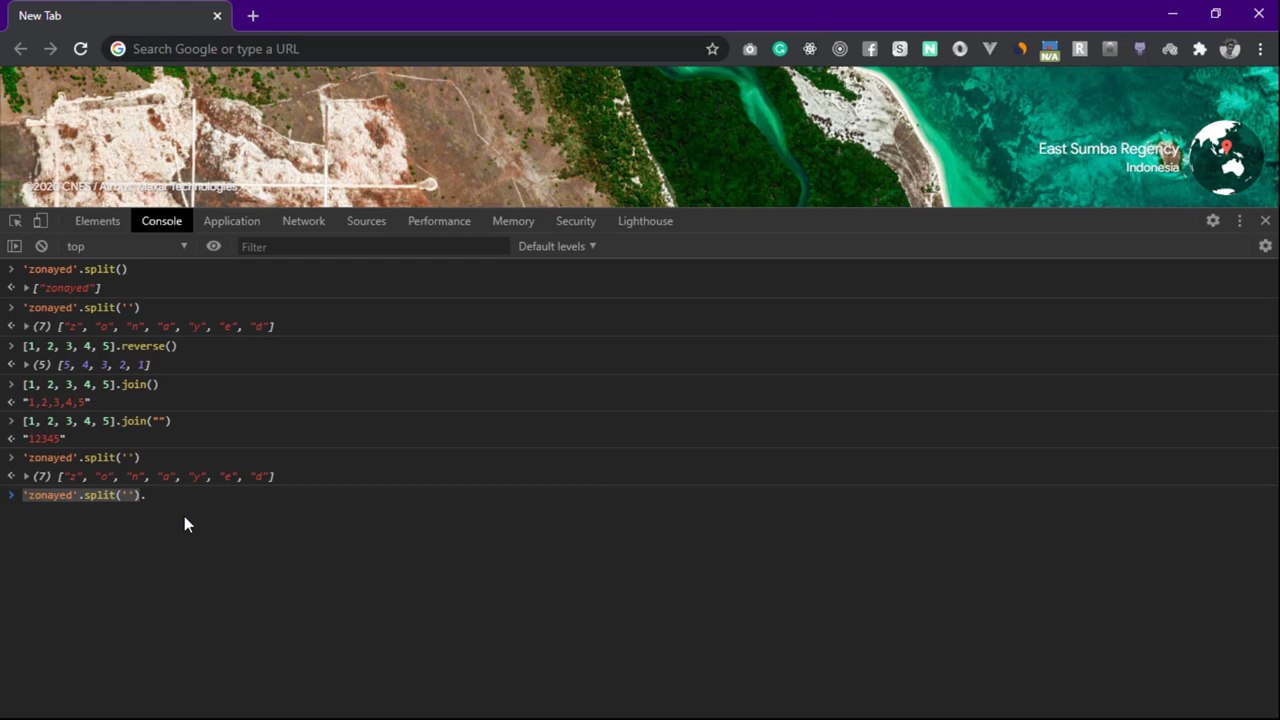 New Tab
Search Google or type a URL
S
N
N/A
R
East Sumba Regency
Indonesia
©2020 CNES / Airbus, Maxar Technologies
Elements Console Application Network Sources Performance Memory Security Lighthouse
top Filter Default levels
> 'zonayed'.split()
["zonayed"]
> 'zonayed'.split('')
(7) ["z", "o", "n", "a", "y", "e", "d"]
> [1, 2, 3, 4, 5].reverse()
(5) [5, 4, 3, 2, 1]
> [1, 2, 3, 4, 5].join()
"1,2,3,4,5"
> [1, 2, 3, 4, 5].join("")
"12345"
> 'zonayed'.split('')
(7) ["z", "o", "n", "a", "y", "e", "d"]
> 'zonayed'.split('').